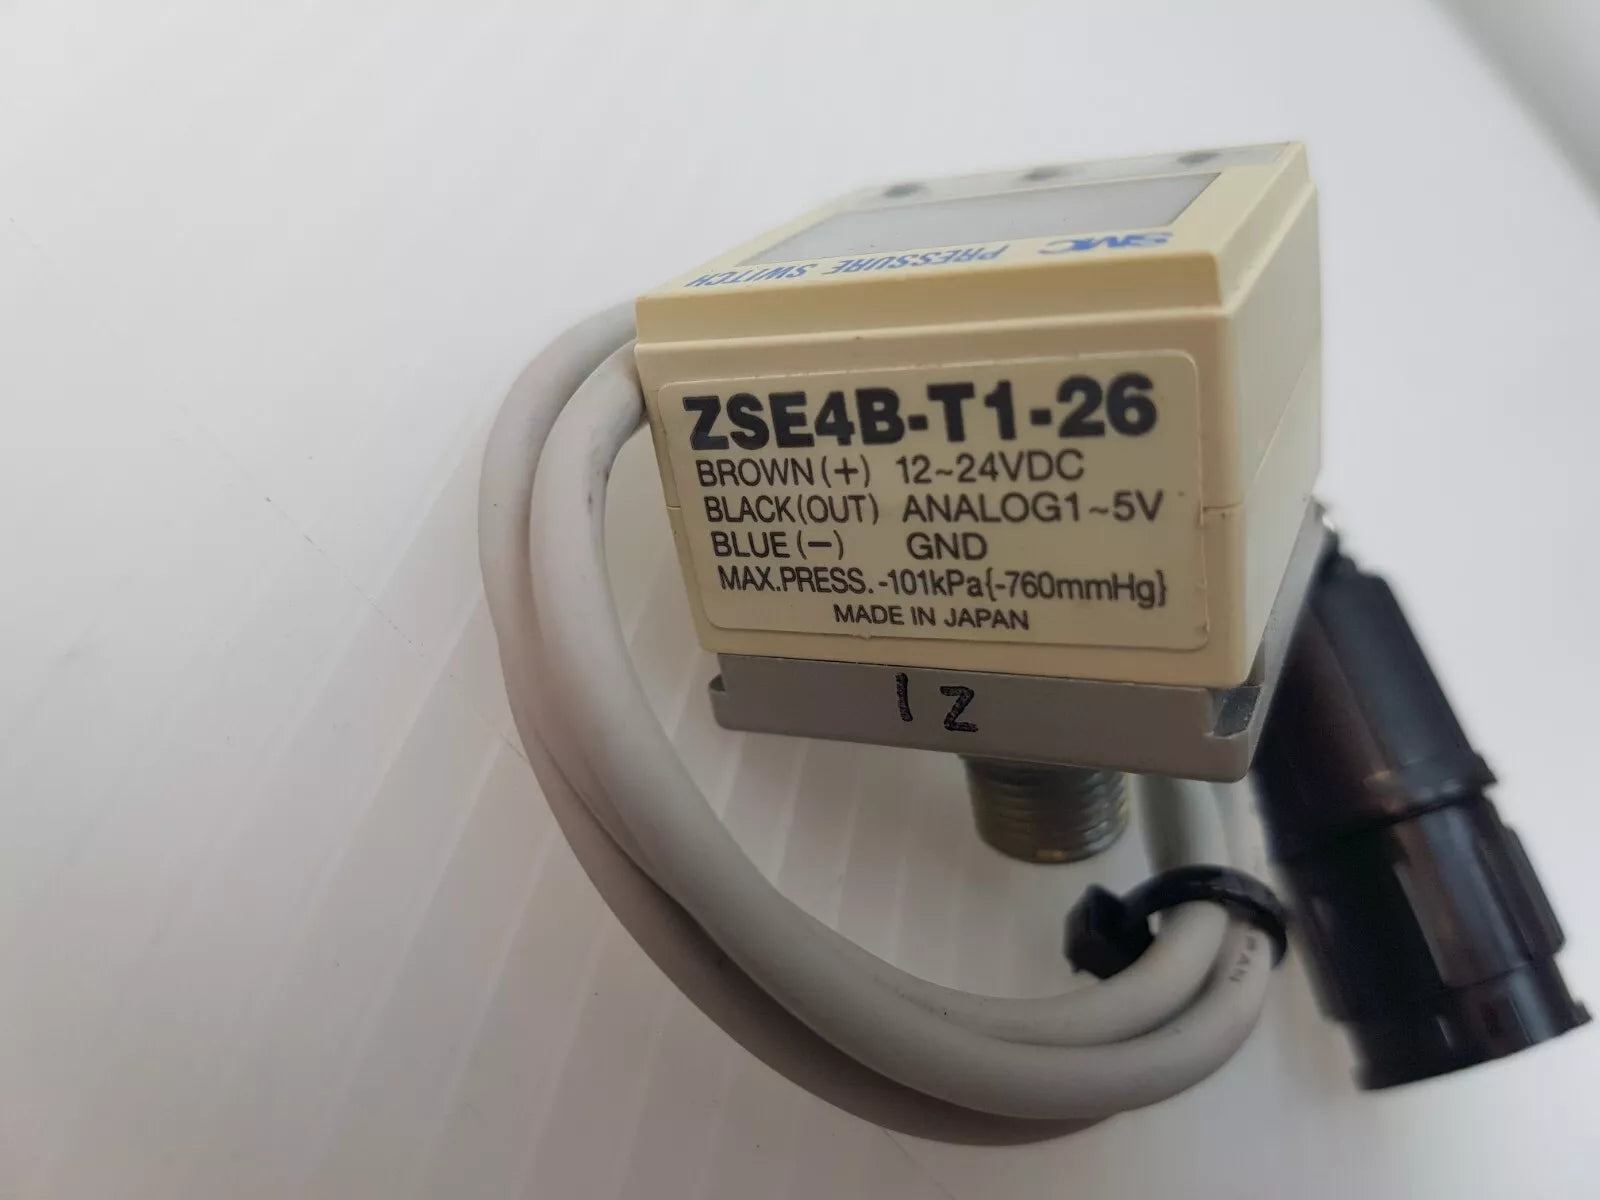 SMC PRESSURE SWITCH
ZSE4B-T1-26
BROWN(+) 12~24VDC
BLACK(OUT) ANALOG1~5V
BLUE(−) GND
MAX.PRESS. -101kPa{-760mmHg}
MADE IN JAPAN
12
PAN